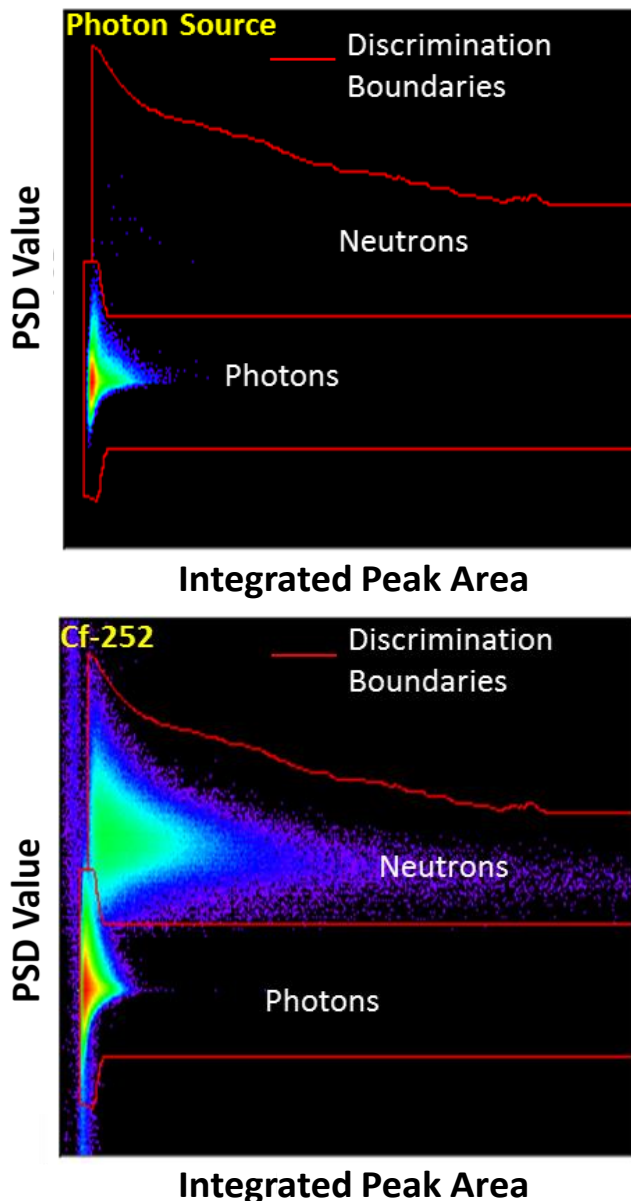 Photon Source
Discrimination
Boundaries
Neutrons
Photons
PSD Value
Integrated Peak Area
Cf-252
Discrimination
Boundaries
Neutrons
Photons
PSD Value
Integrated Peak Area